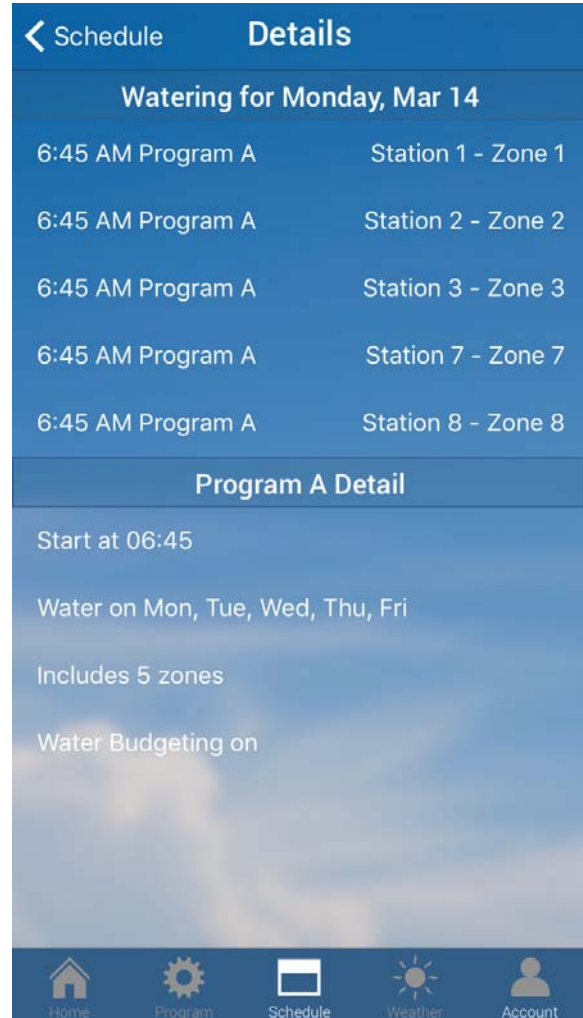 Schedule Details
Watering for Monday, Mar 14
6:45 AM Program A Station 1 - Zone 1
6:45 AM Program A Station 2 - Zone 2
6:45 AM Program A Station 3 - Zone 3
6:45 AM Program A Station 7 - Zone 7
6:45 AM Program A Station 8 - Zone 8
Program A Detail
Start at 06:45
Water on Mon, Tue, Wed, Thu, Fri
Includes 5 zones
Water Budgeting on
Home Program Schedule Weather Account